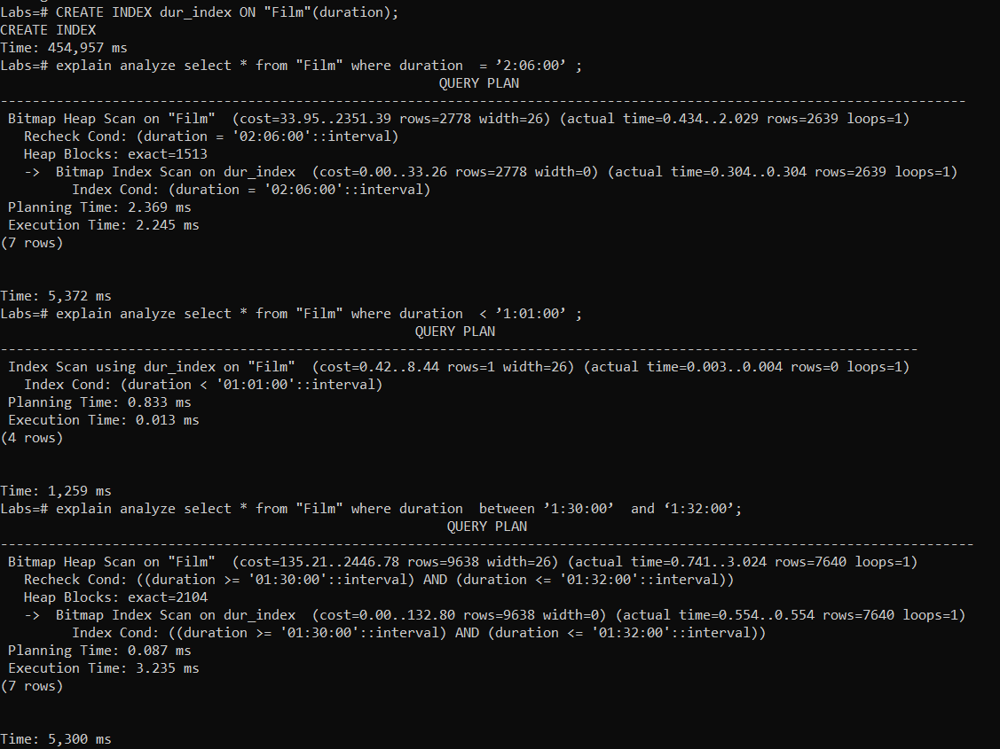 Labs=# CREATE INDEX dur_index ON "Film"(duration);
CREATE INDEX
Time: 454,957 ms
Labs=# explain analyze select * from "Film" where duration  = ’2:06:00’ ;
QUERY PLAN
-------------------------------------------------------------------------------------------------------------------------
 Bitmap Heap Scan on "Film"  (cost=33.95..2351.39 rows=2778 width=26) (actual time=0.434..2.029 rows=2639 loops=1)
   Recheck Cond: (duration = '02:06:00'::interval)
   Heap Blocks: exact=1513
   ->  Bitmap Index Scan on dur_index  (cost=0.00..33.26 rows=2778 width=0) (actual time=0.304..0.304 rows=2639 loops=1)
         Index Cond: (duration = '02:06:00'::interval)
 Planning Time: 2.369 ms
 Execution Time: 2.245 ms
(7 rows)
Time: 5,372 ms
Labs=# explain analyze select * from "Film" where duration  < ’1:01:00’ ;
QUERY PLAN
-------------------------------------------------------------------------------------------------------------------
 Index Scan using dur_index on "Film"  (cost=0.42..8.44 rows=1 width=26) (actual time=0.003..0.004 rows=0 loops=1)
   Index Cond: (duration < '01:01:00'::interval)
 Planning Time: 0.833 ms
 Execution Time: 0.013 ms
(4 rows)
Time: 1,259 ms
Labs=# explain analyze select * from "Film" where duration  between ’1:30:00’  and ‘1:32:00’;
QUERY PLAN
--------------------------------------------------------------------------------------------------------------------------
 Bitmap Heap Scan on "Film"  (cost=135.21..2446.78 rows=9638 width=26) (actual time=0.741..3.024 rows=7640 loops=1)
   Recheck Cond: ((duration >= '01:30:00'::interval) AND (duration <= '01:32:00'::interval))
   Heap Blocks: exact=2104
   ->  Bitmap Index Scan on dur_index  (cost=0.00..132.80 rows=9638 width=0) (actual time=0.554..0.554 rows=7640 loops=1)
         Index Cond: ((duration >= '01:30:00'::interval) AND (duration <= '01:32:00'::interval))
 Planning Time: 0.087 ms
 Execution Time: 3.235 ms
(7 rows)
Time: 5,300 ms